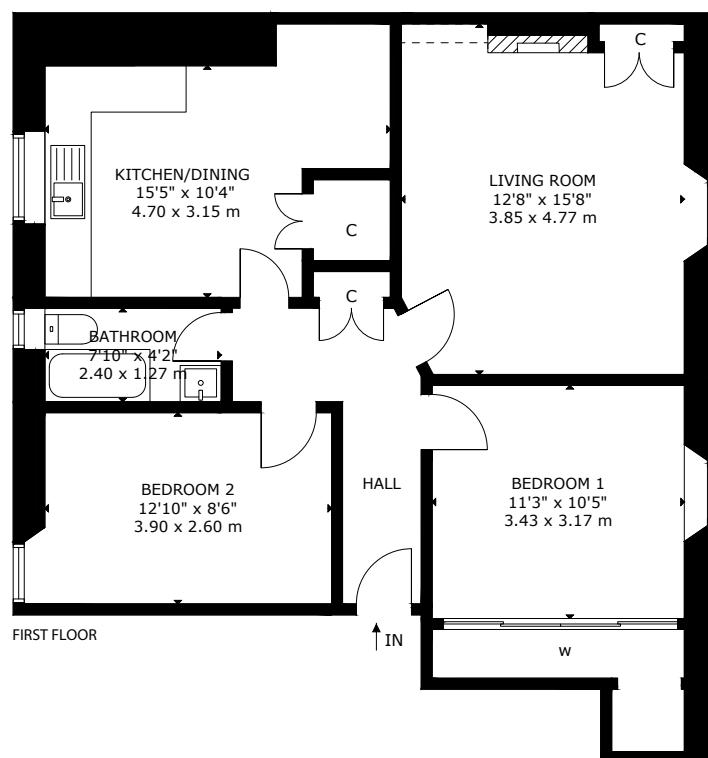 C
KITCHEN/DINING
15'5" x 10'4"
4.70 x 3.15 m
LIVING ROOM
12'8" x 15'8"
3.85 x 4.77 m
C
C
BATHROOM
7'10" x 4'2"
2.40 x 1.27 m
HALL
BEDROOM 2
12'10" x 8'6"
3.90 x 2.60 m
BEDROOM 1
11'3" x 10'5"
3.43 x 3.17 m
FIRST FLOOR
IN
w